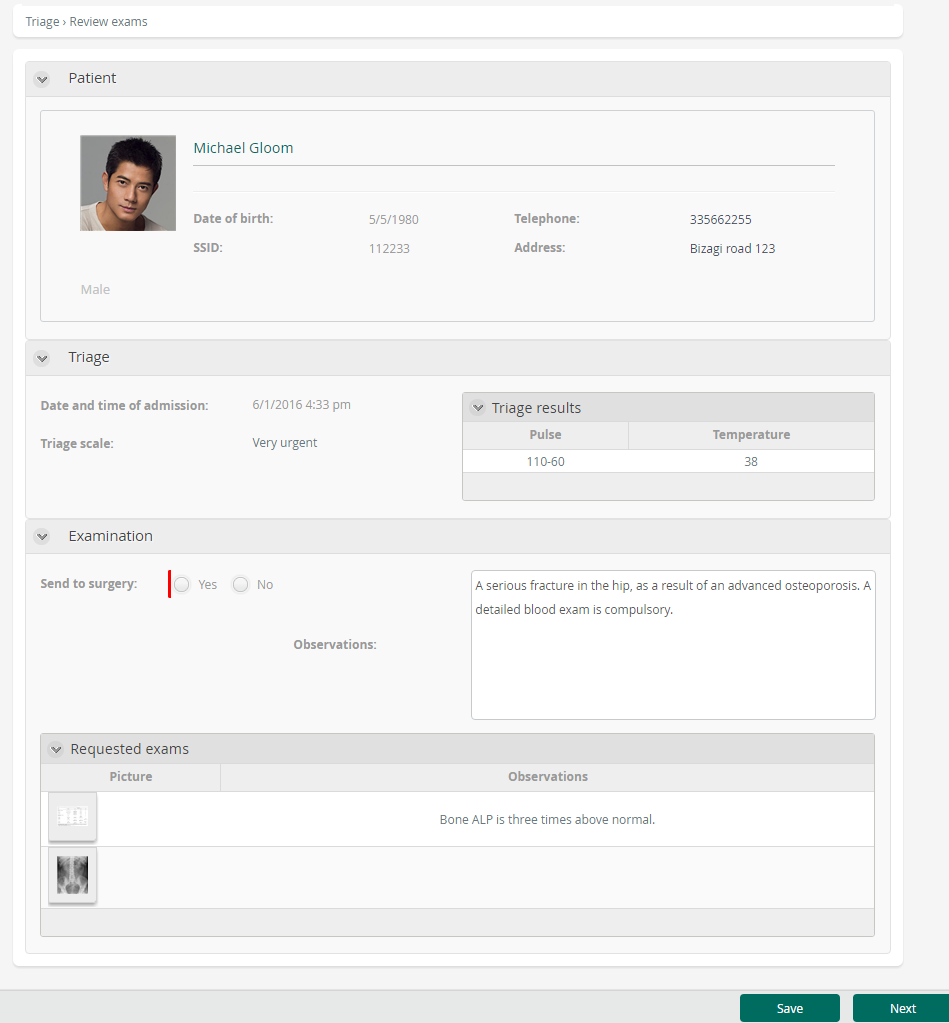 Triage › Review exams
Patient
Michael Gloom
Date of birth: 5/5/1980 Telephone: 335662255
SSID: 112233 Address: Bizagi road 123
Male
Triage
Date and time of admission: 6/1/2016 4:33 pm
Triage scale: Very urgent
Triage results
Pulse Temperature
110-60 38
Examination
Send to surgery: Yes No
Observations:
A serious fracture in the hip, as a result of an advanced osteoporosis. A
detailed blood exam is compulsory.
Requested exams
Picture Observations
Bone ALP is three times above normal.
Save Next